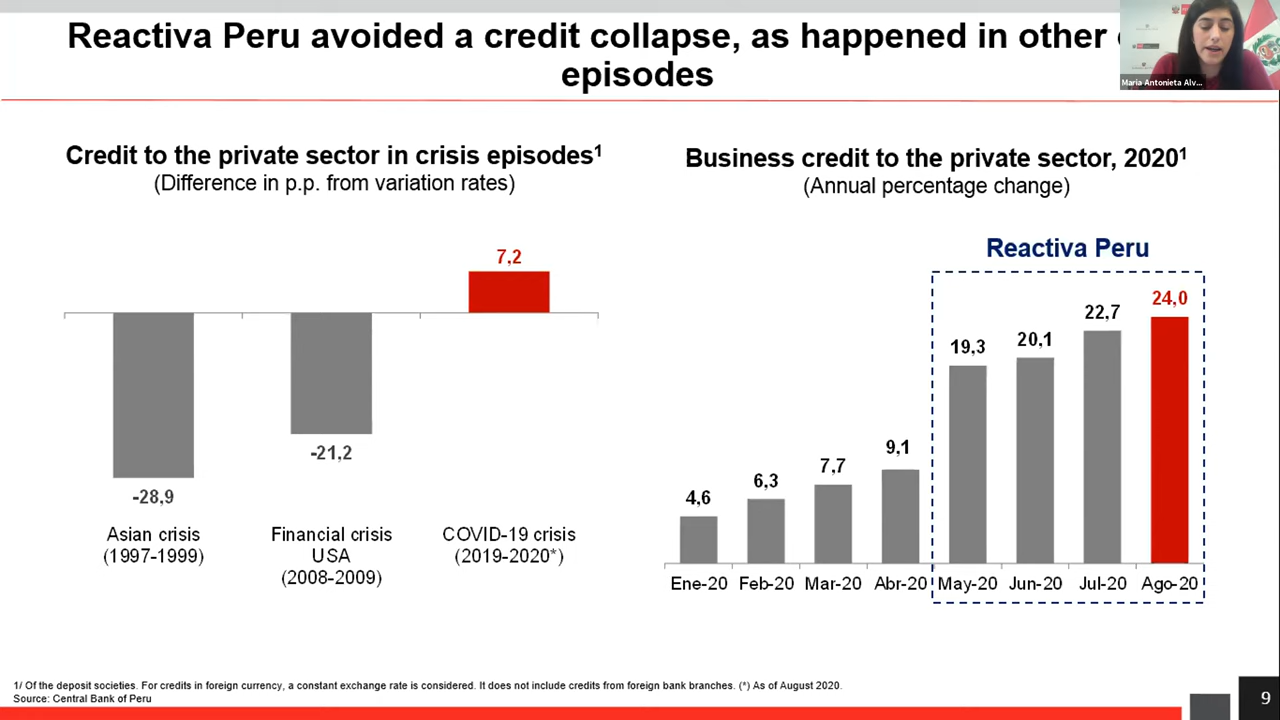 Reactiva Peru avoided a credit collapse, as happened in other
episodes
Maria Antonieta Alv...
Credit to the private sector in crisis episodes¹
(Difference in p.p. from variation rates)
7,2
-21,2
-28,9
Asian crisis
(1997-1999)
Financial crisis
USA
(2008-2009)
COVID-19 crisis
(2019-2020*)
Business credit to the private sector, 2020¹
(Annual percentage change)
Reactiva Peru
4,6
6,3
7,7
9,1
19,3
20,1
22,7
24,0
Ene-20 Feb-20 Mar-20 Abr-20 May-20 Jun-20 Jul-20 Ago-20
1/ Of the deposit societies. For credits in foreign currency, a constant exchange rate is considered. It does not include credits from foreign bank branches. (*) As of August 2020.
Source: Central Bank of Peru
9